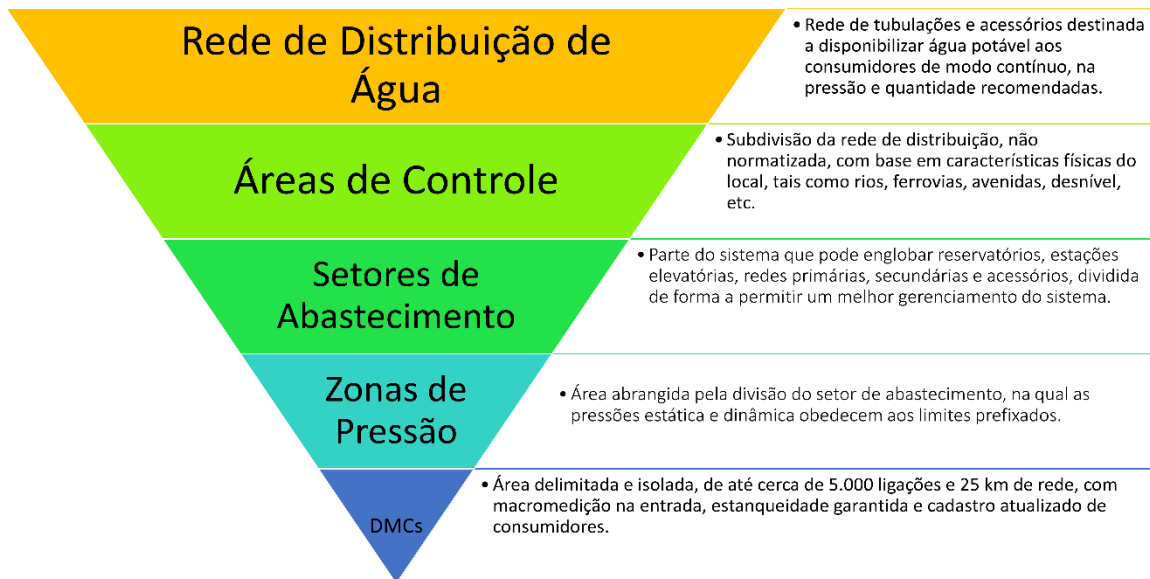 Rede de Distribuição de
Água
• Rede de tubulações e acessórios destinada
a disponibilizar água potável aos
consumidores de modo contínuo, na
pressão e quantidade recomendadas.
Áreas de Controle
• Subdivisão da rede de distribuição, não
normatizada, com base em características físicas do
local, tais como rios, ferrovias, avenidas, desnível,
etc.
Setores de
Abastecimento
• Parte do sistema que pode englobar reservatórios, estações
elevatórias, redes primárias, secundárias e acessórios, dividida
de forma a permitir um melhor gerenciamento do sistema.
Zonas de
Pressão
• Área abrangida pela divisão do setor de abastecimento, na qual as
pressões estática e dinâmica obedecem aos limites prefixados.
DMCs
• Área delimitada e isolada, de até cerca de 5.000 ligações e 25 km de rede, com
macromedição na entrada, estanqueidade garantida e cadastro atualizado de
consumidores.